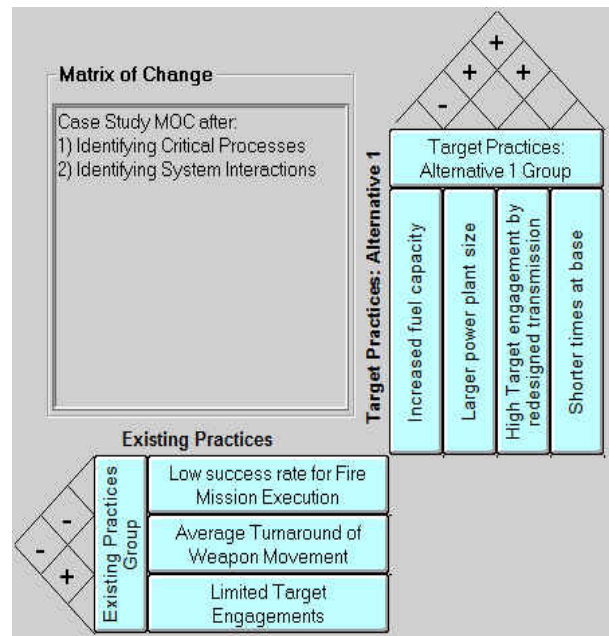 Matrix of Change
Case Study MOC after:
1) Identifying Critical Processes
2) Identifying System Interactions
+
+ +
-
Target Practices: Alternative 1
Target Practices:
Alternative 1 Group
Increased fuel capacity
Larger power plant size
High Target engagement by
redesigned transmission
Shorter times at base
Existing Practices
-
-
+
Existing Practices
Group
Low success rate for Fire
Mission Execution
Average Turnaround of
Weapon Movement
Limited Target
Engagements